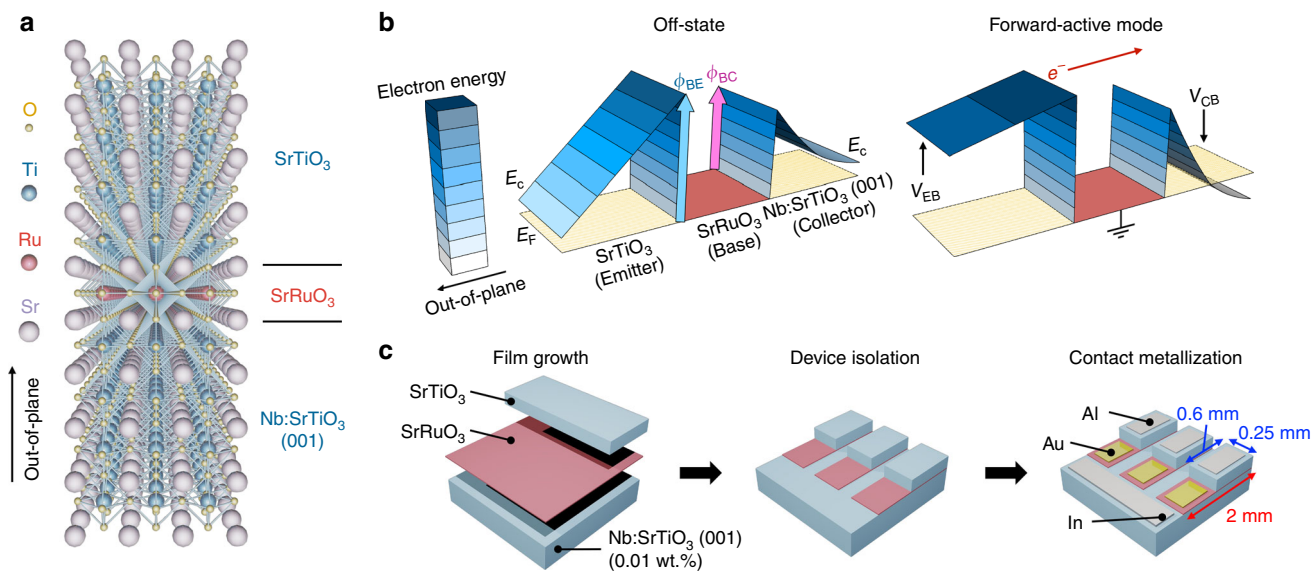 a
O
Ti
Ru
Sr
Out-of-plane
SrTiO₃
SrRuO₃
Nb:SrTiO₃
(001)
b
Off-state
Forward-active mode
Electron energy
Out-of-plane
ϕBE
ϕBC
Ec
EF
Ec
SrTiO₃
(Emitter)
SrRuO₃
(Base)
Nb:SrTiO₃ (001)
(Collector)
e⁻
VEB
VCB
c
Film growth
Device isolation
Contact metallization
SrTiO₃
SrRuO₃
Nb:SrTiO₃ (001)
(0.01 wt.%)
Al
Au
In
0.6 mm
0.25 mm
2 mm